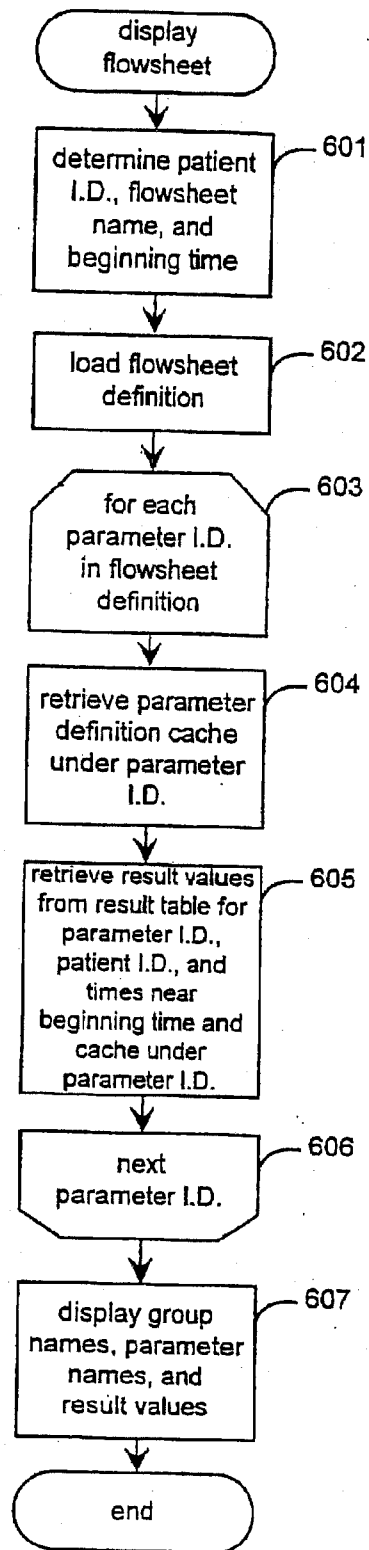 display
flowsheet
601
determine patient
I.D., flowsheet
name, and
beginning time
602
load flowsheet
definition
603
for each
parameter I.D.
in flowsheet
definition
604
retrieve parameter
definition cache
under parameter
I.D.
605
retrieve result values
from result table for
parameter I.D.,
patient I.D., and
times near
beginning time and
cache under
parameter I.D.
606
next
parameter I.D.
607
display group
names, parameter
names, and
result values
end